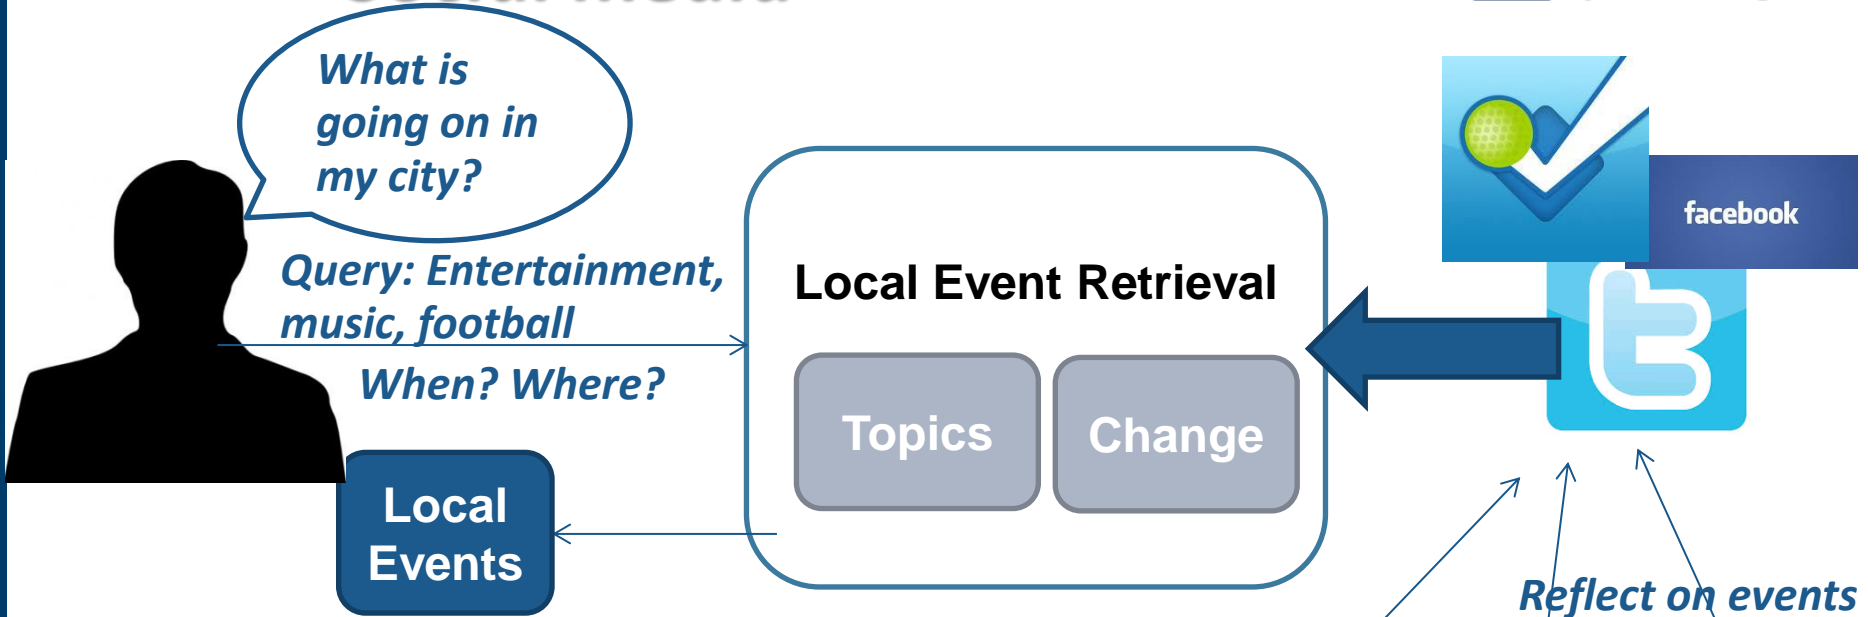 What is
going on in
my city?
Query: Entertainment,
music, football
When? Where?
Local
Events
Local Event Retrieval
Topics
Change
facebook
Reflect on events